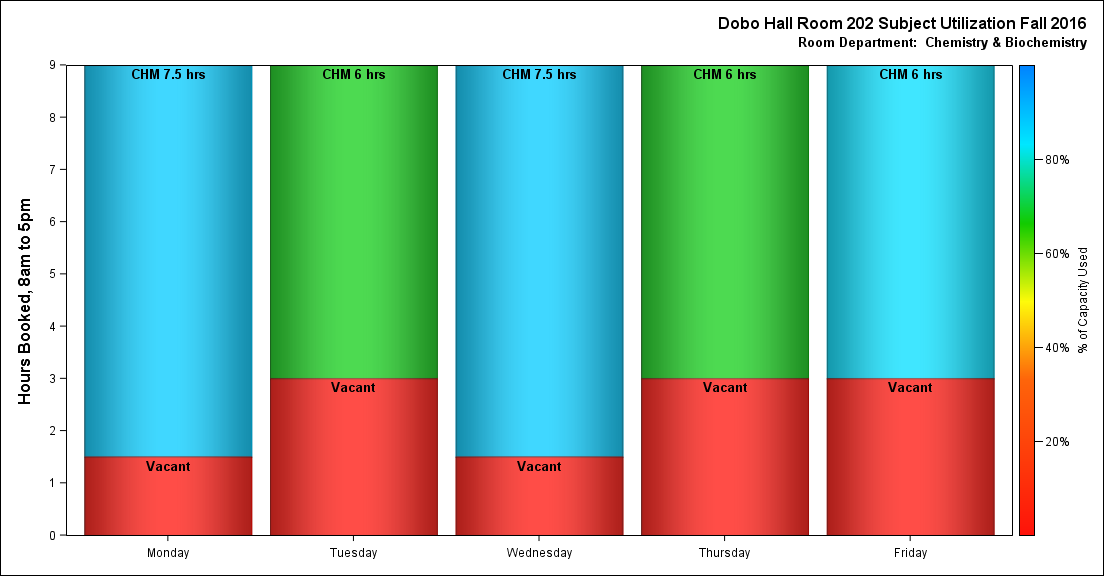 Dobo Hall Room 202 Subject Utilization Fall 2016
Room Department:  Chemistry & Biochemistry
Hours Booked, 8am to 5pm
9
8
7
6
5
4
3
2
1
0
CHM 7.5 hrs
CHM 6 hrs
CHM 7.5 hrs
CHM 6 hrs
CHM 6 hrs
Vacant
Vacant
Vacant
Vacant
Vacant
Monday
Tuesday
Wednesday
Thursday
Friday
80%
60%
40%
20%
% of Capacity Used